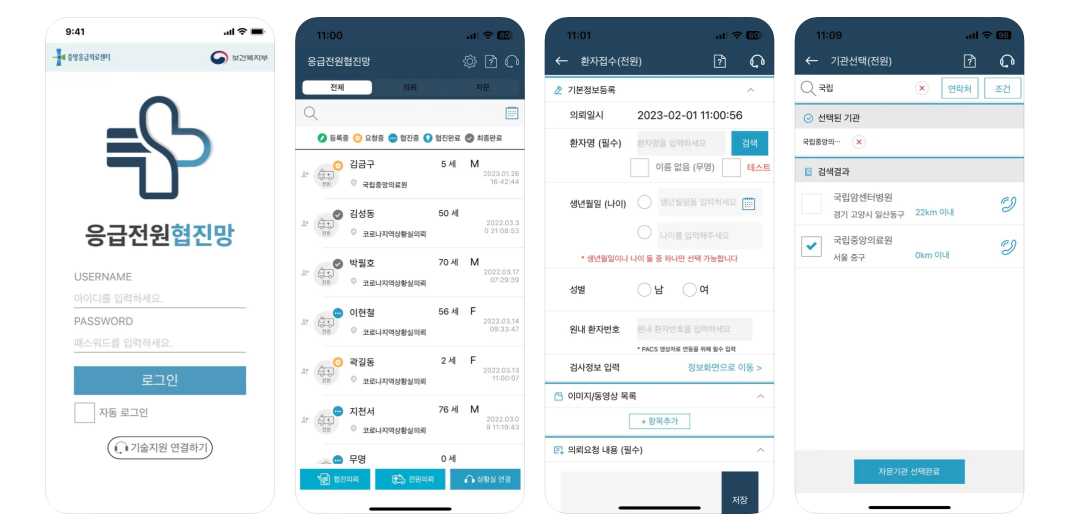 9:41
중앙응급의료센터
보건복지부
응급전원협진망
USERNAME
아이디를 입력하세요.
PASSWORD
패스워드를 입력하세요.
로그인
자동 로그인
기술지원 연결하기
11:00
응급전원협진망
전체 의뢰 자문
등록중 요청중 협진중 협진완료 최종완료
김금구 5 세 M
전원 국립중앙의료원 2023.01.26
16:42:44
김성동 50 세
전원 코로나지역상황실의뢰 2022.03.3
0 21:08:53
박필호 70 세 M
전원 코로나지역상황실의뢰 2022.03.17
07:29:39
이현철 56 세 F
전원 코로나지역상황실의뢰 2022.03.14
09:33:47
곽길동 2 세 F
전원 코로나지역상황실의뢰 2022.03.13
11:00:07
지천서 76 세 M
전원 코로나지역상황실의뢰 2022.03.0
9 11:19:43
무명 0 세
협진의뢰 전원의뢰 상황실 연결
11:01
환자접수(전원)
기본정보등록
의뢰일시 2023-02-01 11:00:56
환자명 (필수) 환자명을 입력하세요 검색
이름 없음 (무명) 테스트
생년월일 (나이) 생년월일을 입력하세요
나이를 입력해주세요
* 생년월일이나 나이 둘 중 하나만 선택 가능합니다
성별 남 여
원내 환자번호 원내 환자번호를 입력하세요
* PACS 영상자료 연동을 위해 필수 입력
검사정보 입력 정보화면으로 이동 >
이미지/동영상 목록
+ 항목추가
의뢰요청 내용 (필수)
저장
11:09
기관선택(전원)
국립 연락처 조건
선택된 기관
국립중앙의···
검색결과
국립암센터병원
경기 고양시 일산동구 22km 이내
국립중앙의료원
서울 중구 0km 이내
자문기관 선택완료